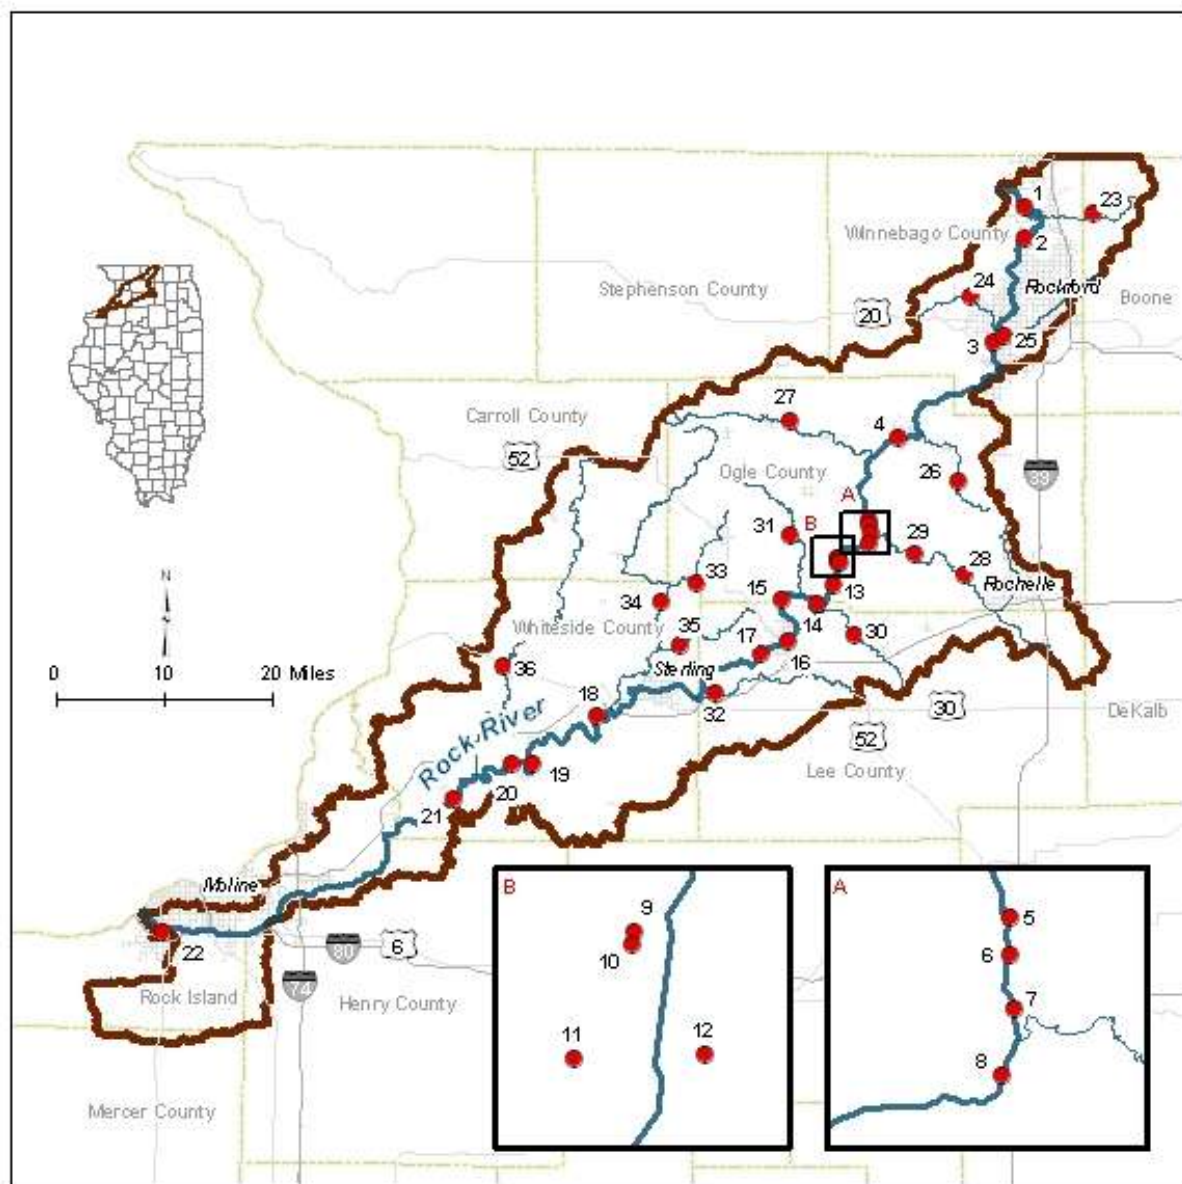 1
23
Winnebago County
2
24
Rockford
Boone
Stephenson County
20
3
25
27
Carroll County
4
52
Ogle County
26
39
A
B
31
29
28
33
13
Rochelle
15
34
14
Whiteside County
35
17
30
N
16
36
Sterling
0 10 20 Miles
18
32
30
DeKalb
Rock River
52
19
Lee County
20
21
Moline
B
A
9
5
22
80
6
10
6
74
Rock Island
Henry County
7
11
12
8
Mercer County